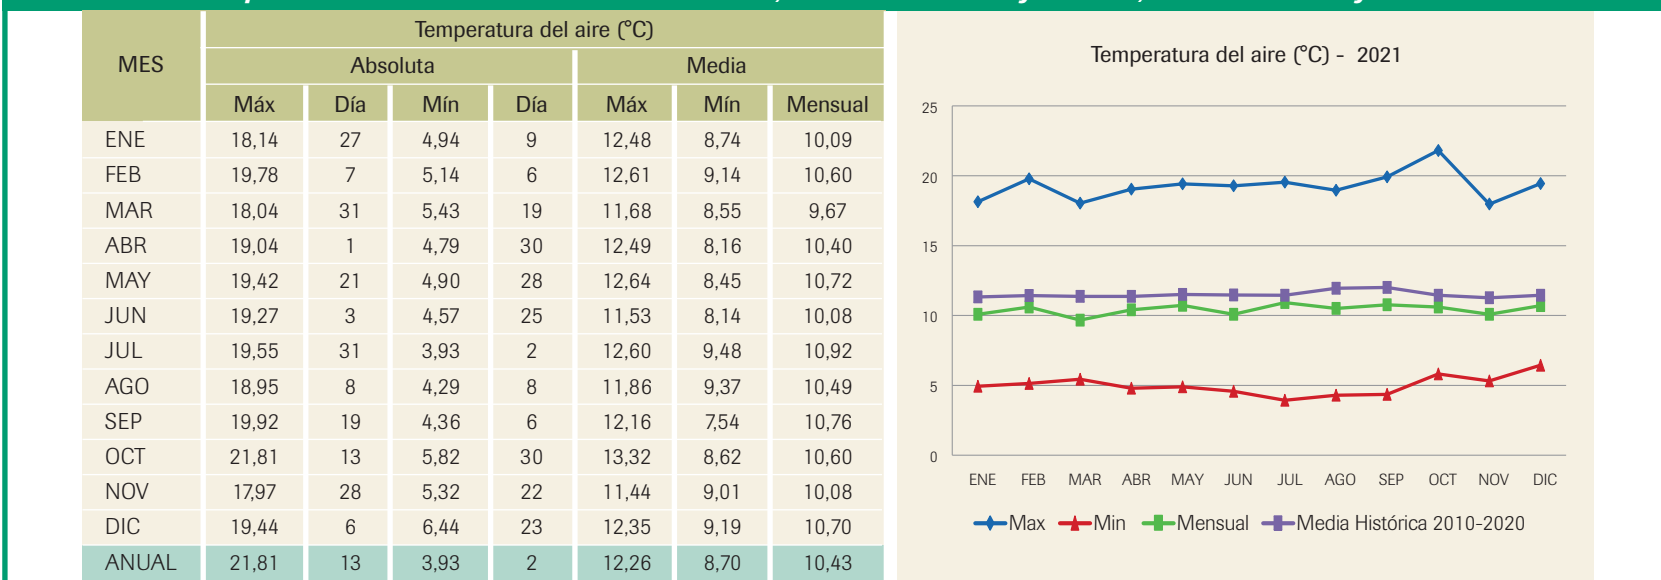 Temperatura del aire (°C)
MES
Absoluta Media
Máx Día Mín Día Máx Mín Mensual
ENE 18,14 27 4,94 9 12,48 8,74 10,09
FEB 19,78 7 5,14 6 12,61 9,14 10,60
MAR 18,04 31 5,43 19 11,68 8,55 9,67
ABR 19,04 1 4,79 30 12,49 8,16 10,40
MAY 19,42 21 4,90 28 12,64 8,45 10,72
JUN 19,27 3 4,57 25 11,53 8,14 10,08
JUL 19,55 31 3,93 2 12,60 9,48 10,92
AGO 18,95 8 4,29 8 11,86 9,37 10,49
SEP 19,92 19 4,36 6 12,16 7,54 10,76
OCT 21,81 13 5,82 30 13,32 8,62 10,60
NOV 17,97 28 5,32 22 11,44 9,01 10,08
DIC 19,44 6 6,44 23 12,35 9,19 10,70
ANUAL 21,81 13 3,93 2 12,26 8,70 10,43
Temperatura del aire (°C) - 2021
25
20
15
10
5
0
ENE FEB MAR ABR MAY JUN JUL AGO SEP OCT NOV DIC
Max Min Mensual Media Histórica 2010-2020